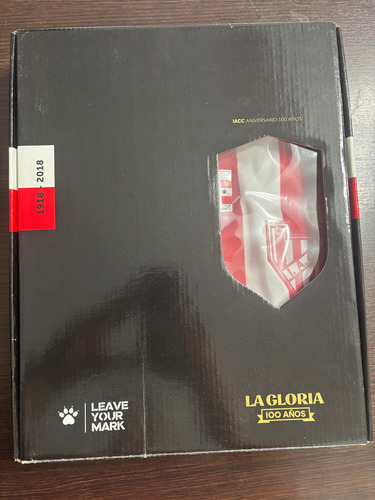 IACC ANIVERSARIO 100 AÑOS
1918 - 2018
LEAVE
YOUR
MARK
LA GLORIA
100 AÑOS